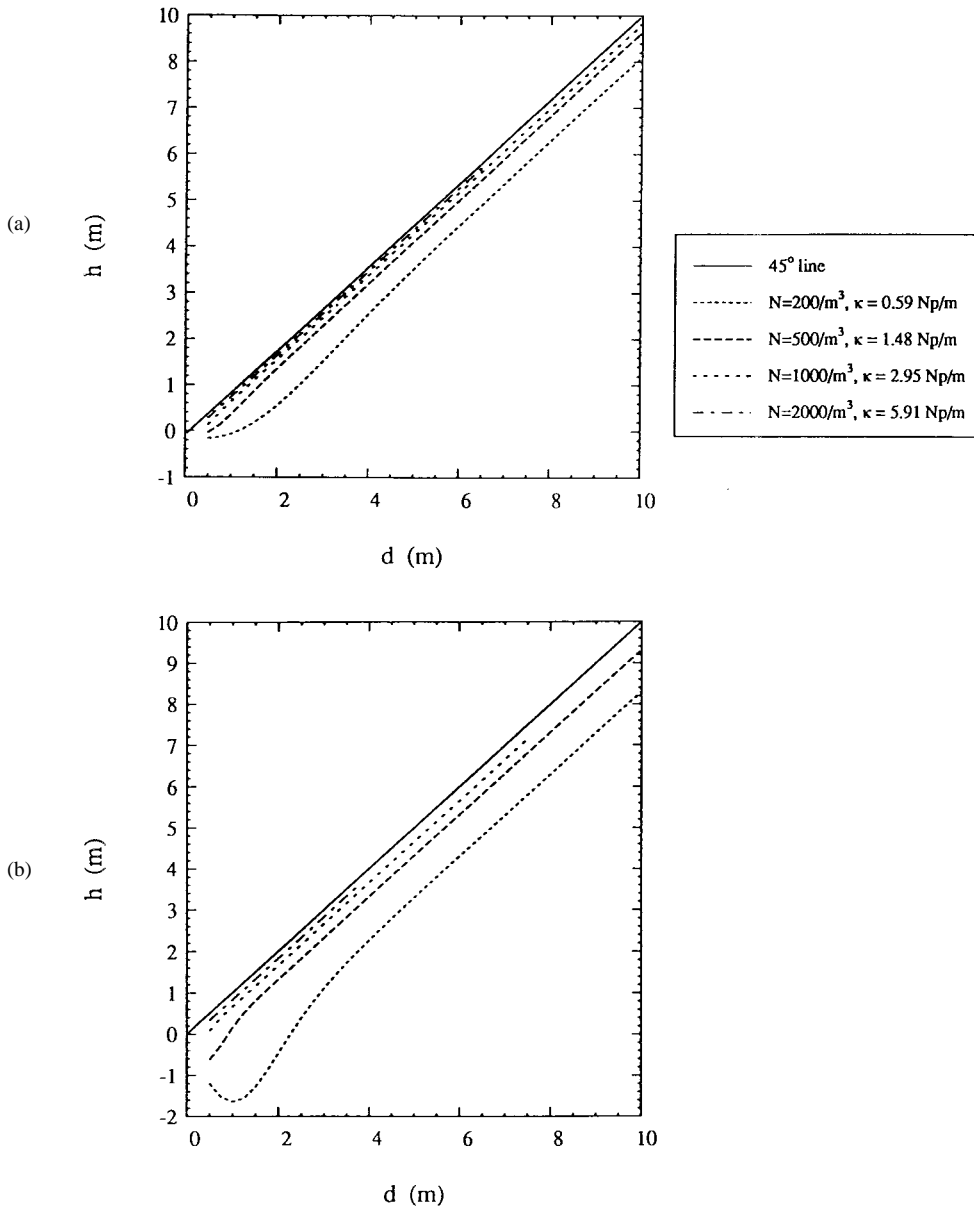 10
9
8
7
6
5
4
3
2
1
0
-1
h (m)
(a)
0 2 4 6 8 10
d (m)
45° line
N=200/m³, κ = 0.59 Np/m
N=500/m³, κ = 1.48 Np/m
N=1000/m³, κ = 2.95 Np/m
N=2000/m³, κ = 5.91 Np/m
10
9
8
7
6
5
4
3
2
1
0
-1
-2
h (m)
(b)
0 2 4 6 8 10
d (m)